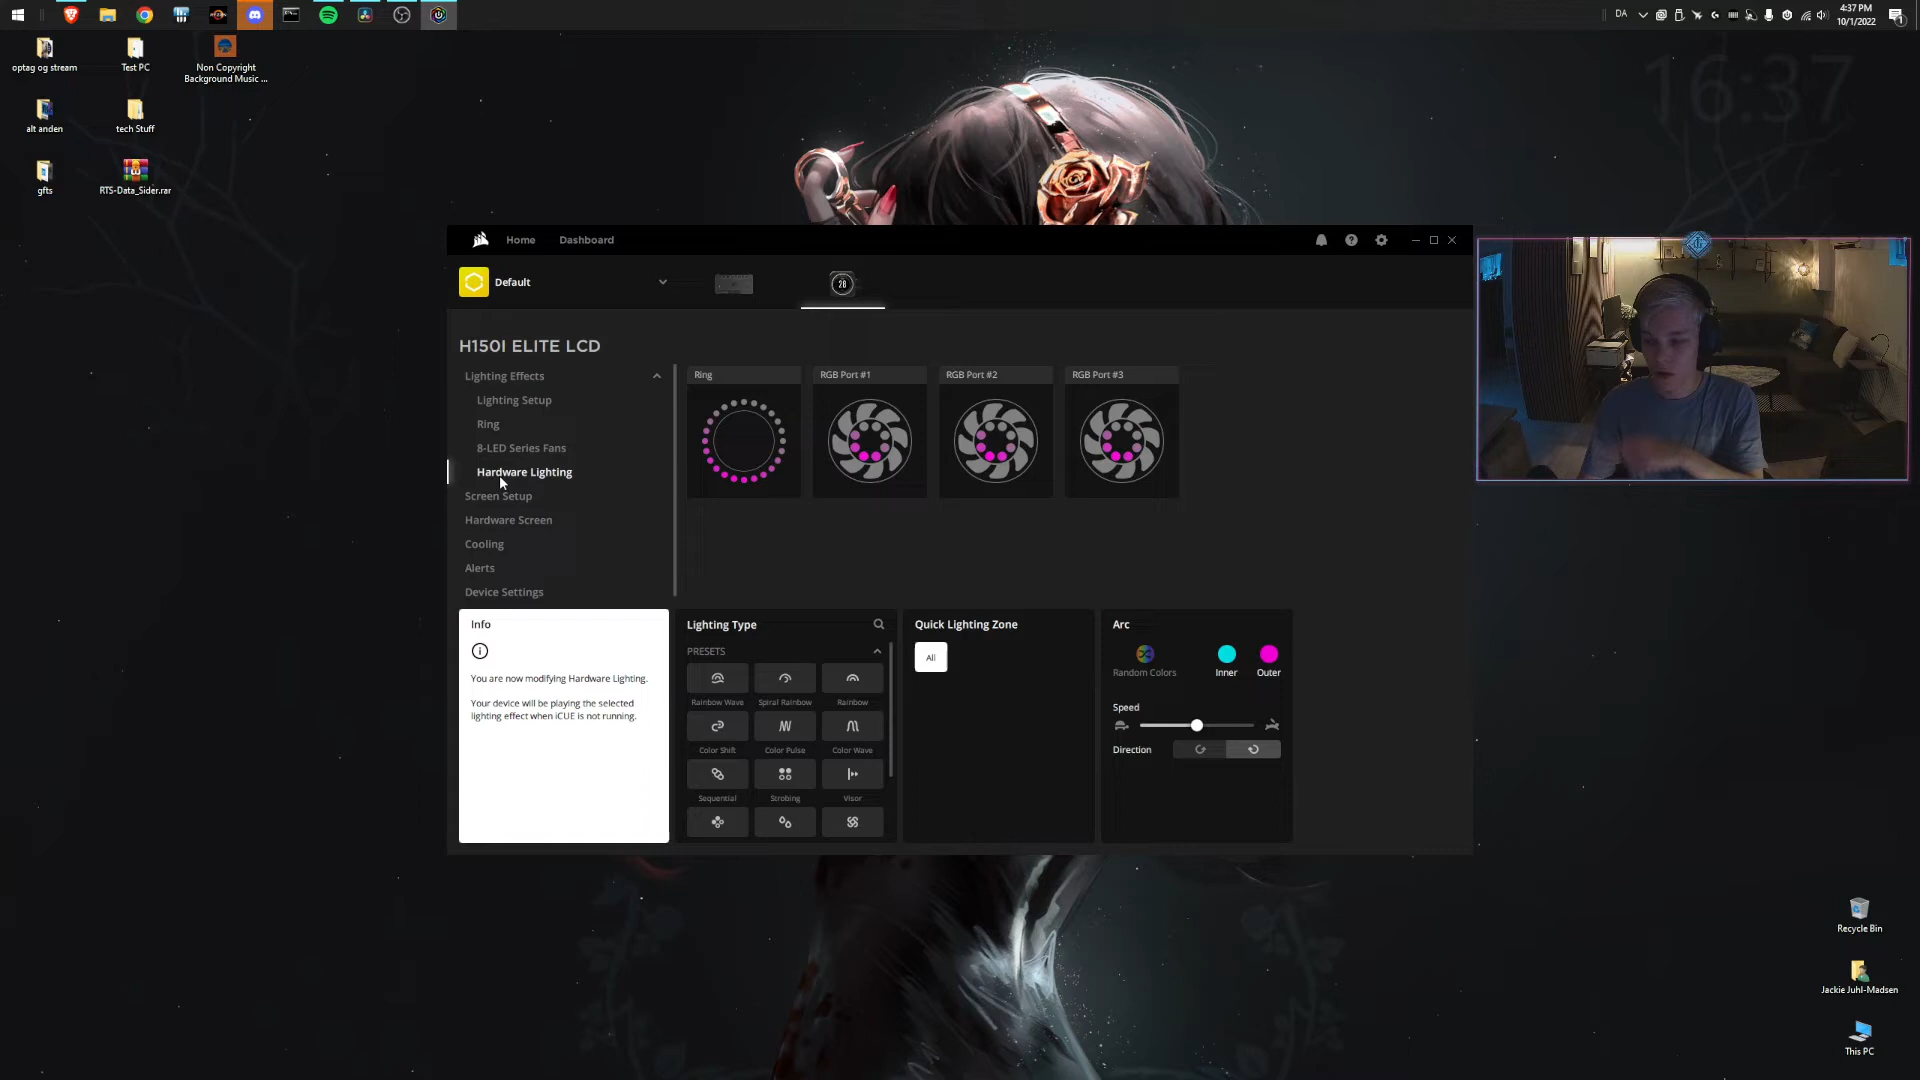 DA
4:37 PM
10/1/2022
1
optag og stream
Test PC
Non Copyright
Background Music ...
alt anden
tech Stuff
gfts
RTS-Data_Sider.rar
16:37
Home
Dashboard
Default
28
H150I ELITE LCD
Lighting Effects
Lighting Setup
Ring
8-LED Series Fans
Hardware Lighting
Screen Setup
Hardware Screen
Cooling
Alerts
Device Settings
Ring
RGB Port #1
RGB Port #2
RGB Port #3
Info
You are now modifying Hardware Lighting.
Your device will be playing the selected
lighting effect when iCUE is not running.
Lighting Type
PRESETS
Rainbow Wave
Spiral Rainbow
Rainbow
Color Shift
Color Pulse
Color Wave
Sequential
Strobing
Visor
Quick Lighting Zone
All
Arc
Random Colors
Inner
Outer
Speed
Direction
Recycle Bin
Jackie Juhl-Madsen
This PC